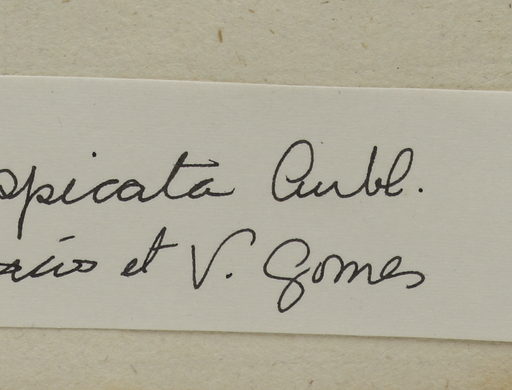 spicata Aubl.
et V. Gomes